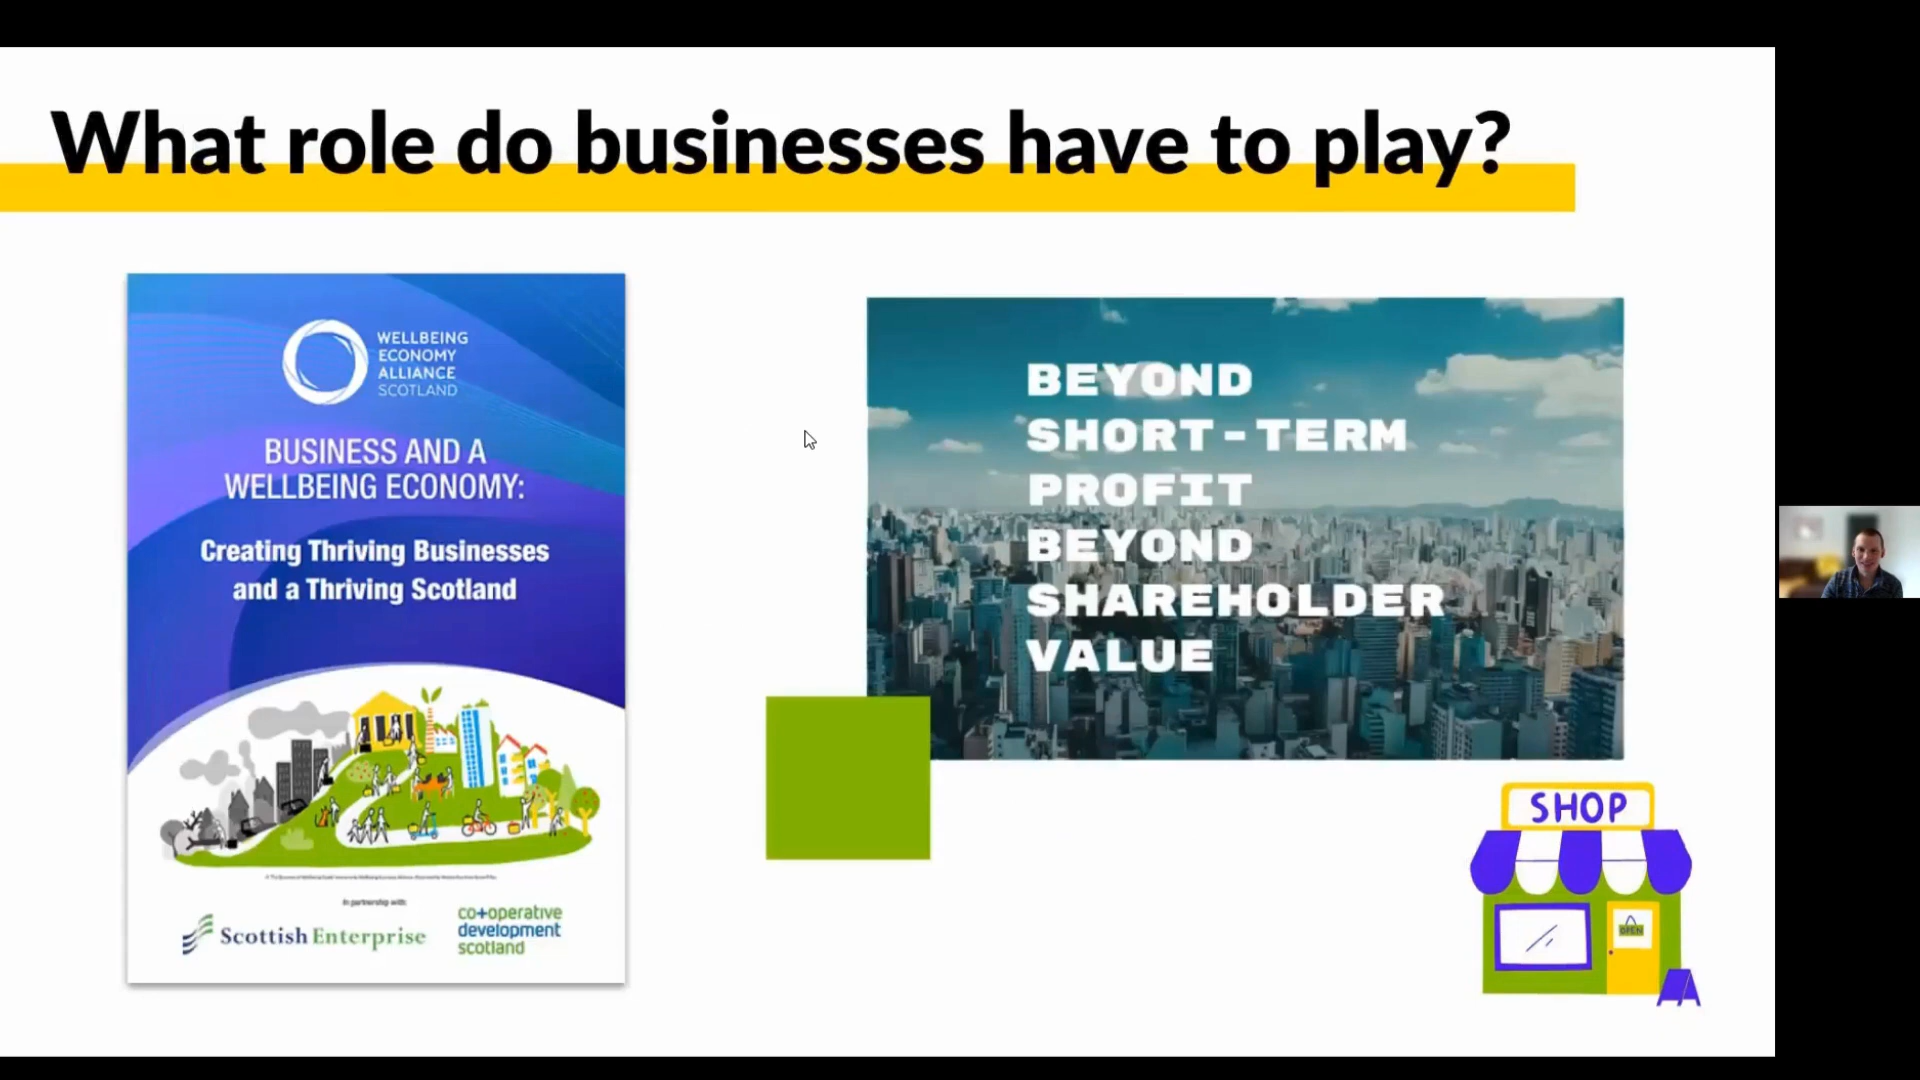 What role do businesses have to play?
WELLBEING
ECONOMY
ALLIANCE
SCOTLAND
BUSINESS AND A
WELLBEING ECONOMY:
Creating Thriving Businesses
and a Thriving Scotland
In partnership with:
Scottish Enterprise
co+operative
development
scotland
BEYOND
SHORT-TERM
PROFIT
BEYOND
SHAREHOLDER
VALUE
SHOP
OPEN